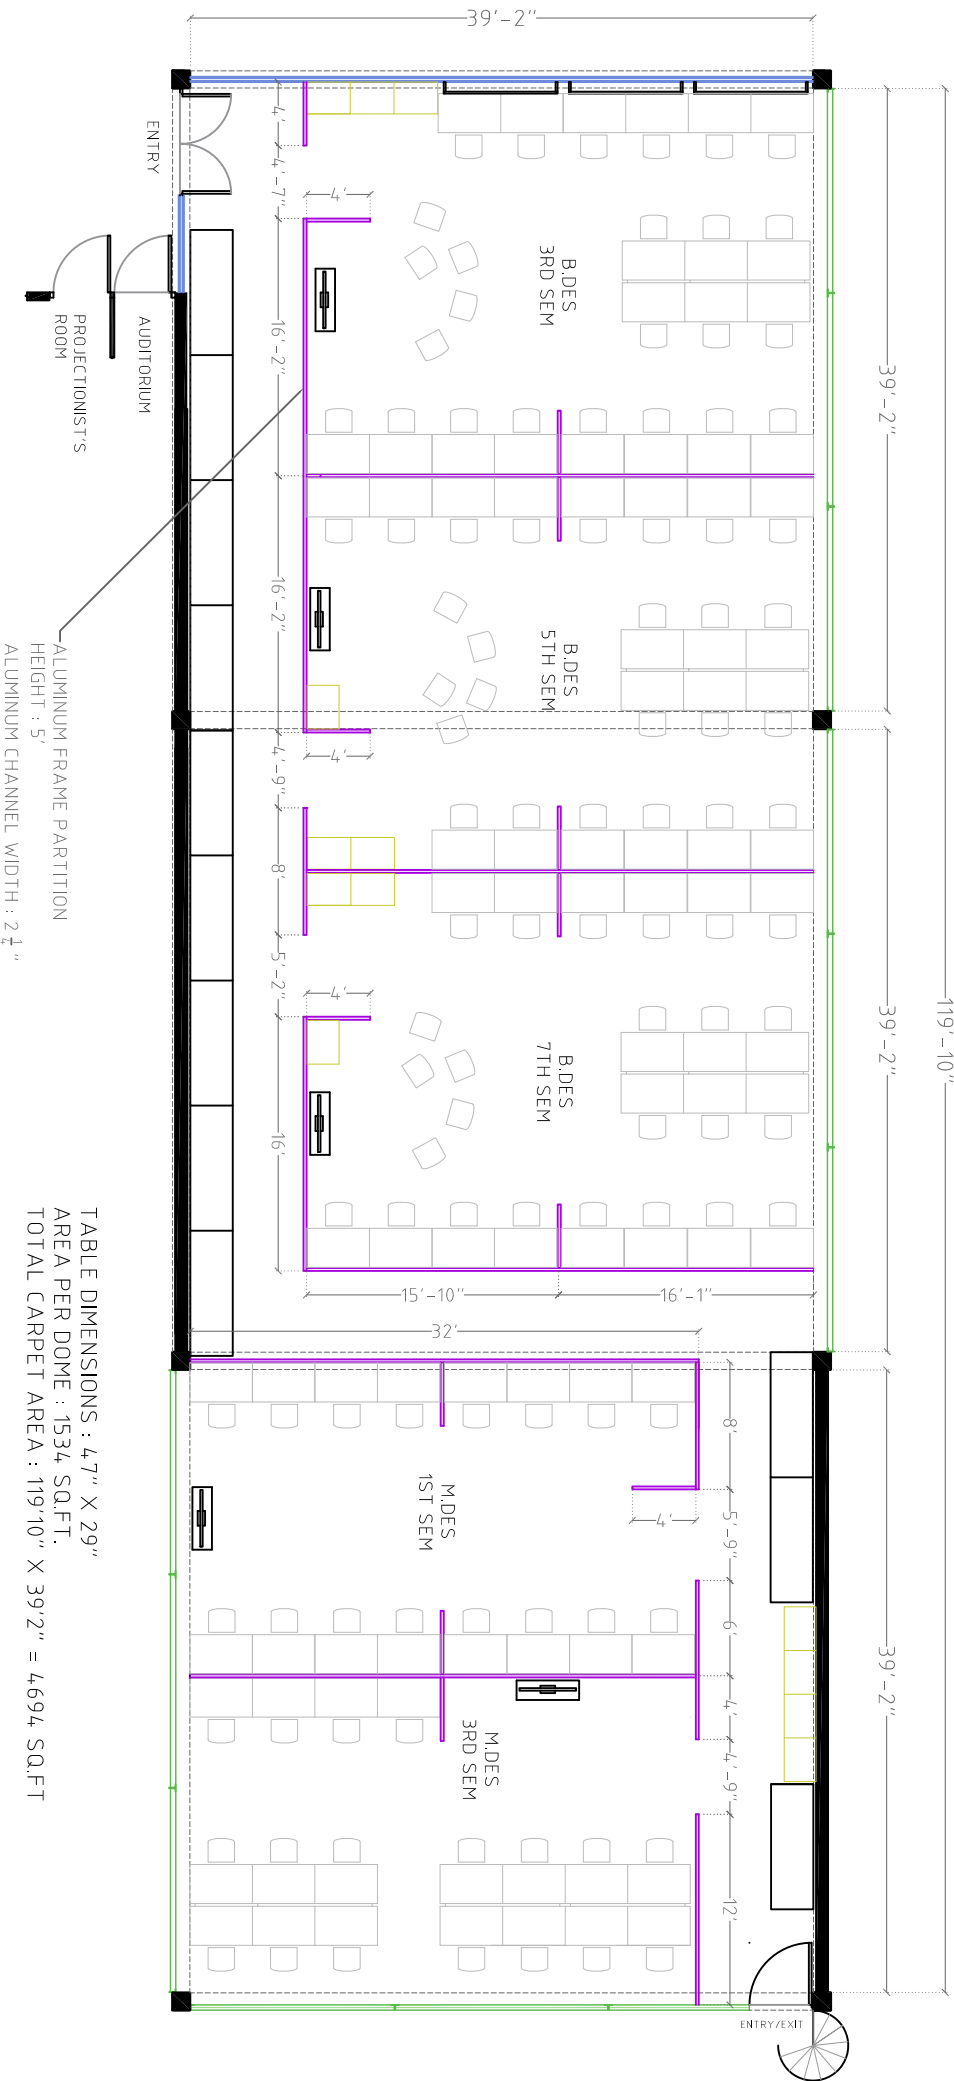 39'-2"
119'-10"
39'-2"
39'-2"
39'-2"
ENTRY
AUDITORIUM
PROJECTIONIST'S
ROOM
4'
4'-7"
4'
16'-2"
16'-2"
4'
4'-9"
8'
5'-2"
4'
16'
B.DES
3RD SEM
B.DES
5TH SEM
B.DES
7TH SEM
15'-10"
16'-1"
32'
8'
4'
5'-9"
6'
4'
4'-9"
12'
M.DES
1ST SEM
M.DES
3RD SEM
ENTRY/EXIT
ALUMINUM FRAME PARTITION
HEIGHT : 5'
ALUMINUM CHANNEL WIDTH : 2 1/4 "
TABLE DIMENSIONS : 47" X 29"
AREA PER DOME : 1534 SQ.FT.
TOTAL CARPET AREA : 119'10" X 39'2" = 4694 SQ.FT